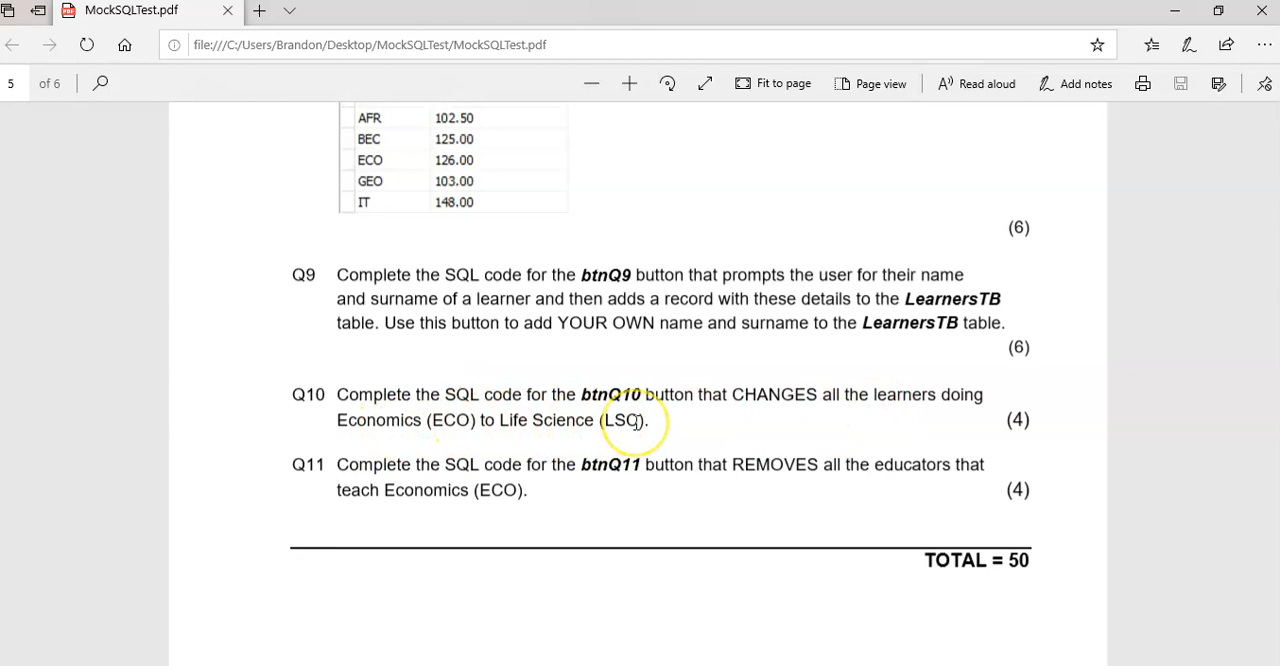 MockSQLTest.pdf
file:///C:/Users/Brandon/Desktop/MockSQLTest/MockSQLTest.pdf
5 of 6 Fit to page Page view Read aloud Add notes
AFR 102.50
BEC 125.00
ECO 126.00
GEO 103.00
IT 148.00
(6)
Q9 Complete the SQL code for the btnQ9 button that prompts the user for their name
and surname of a learner and then adds a record with these details to the LearnersTB
table. Use this button to add YOUR OWN name and surname to the LearnersTB table.
(6)
Q10 Complete the SQL code for the btnQ10 button that CHANGES all the learners doing
Economics (ECO) to Life Science (LSC). (4)
Q11 Complete the SQL code for the btnQ11 button that REMOVES all the educators that
teach Economics (ECO). (4)
TOTAL = 50